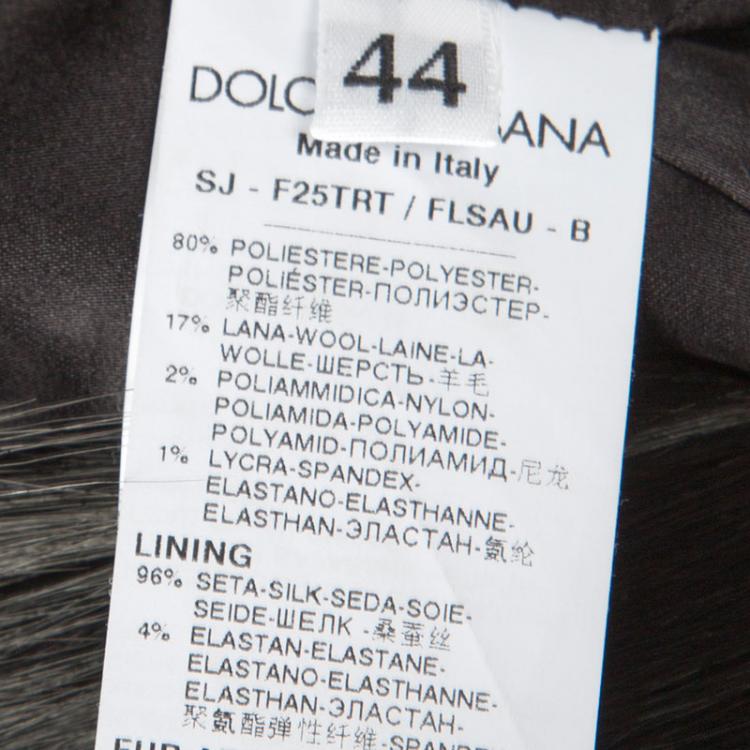 44
DOLC ANA
Made in Italy
SJ - F25TRT / FLSAU - B
80% POLIESTERE-POLYESTER-
POLIÉSTER-ПОЛИЭСТЕР-
聚酯纤维
17% LANA-WOOL-LAINE-LA-
WOLLE-ШЕРСТЬ-羊毛
2% POLIAMMIDICA-NYLON-
POLIAMIDA-POLYAMIDE-
POLYAMID-ПОЛИАМИД-尼龙
1% LYCRA-SPANDEX-
ELASTANO-ELASTHANNE-
ELASTHAN-ЭЛАСТАН-氨纶
LINING
96% SETA-SILK-SEDA-SOIE-
SEIDE-ШЕЛК -桑蚕丝
4% ELASTAN-ELASTANE-
ELASTANO-ELASTHANNE-
ELASTHAN-ЭЛАСТАН-
聚氨酯弹性纤维-SPANDEX